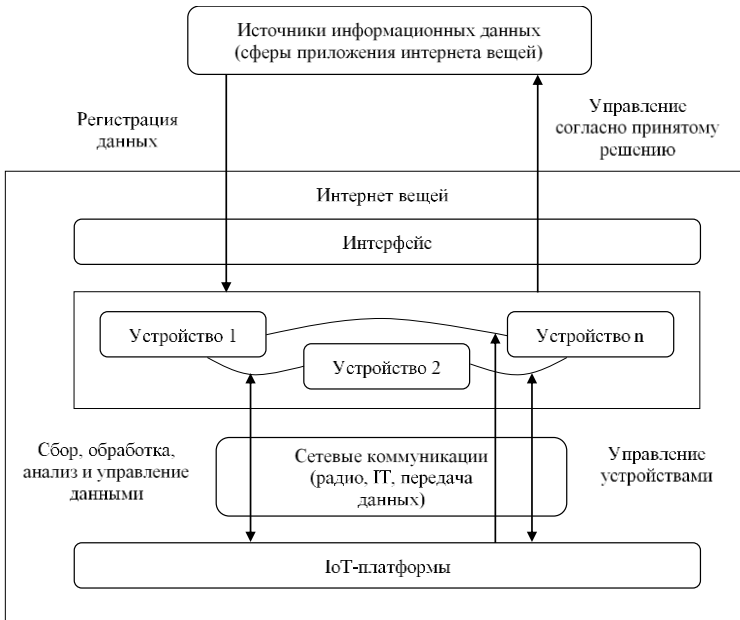 Источники информационных данных
(сферы приложения интернета вещей)
Регистрация
данных
Управление
согласно принятому
решению
Интернет вещей
Интерфейс
Устройство 1
Устройство n
Устройство 2
Сбор, обработка,
анализ и управление
данными
Сетевые коммуникации
(радио, IT, передача
данных)
Управление
устройствами
IoT-платформы